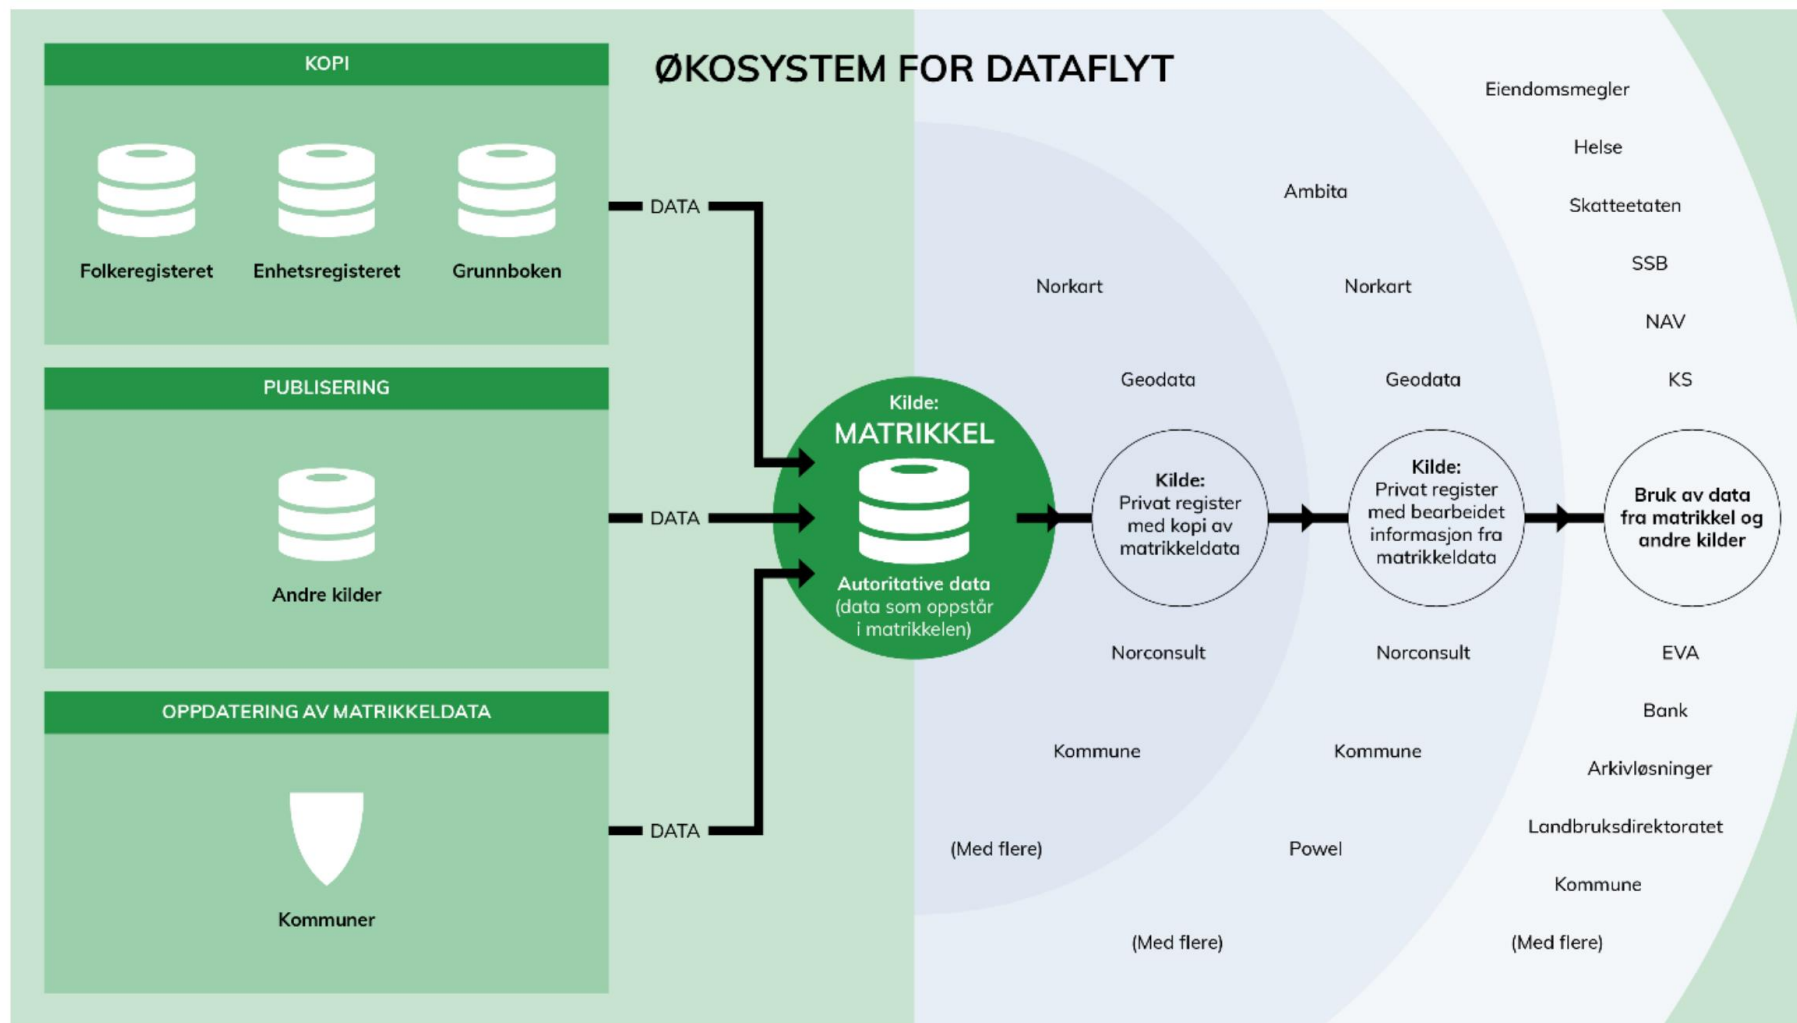 ØKOSYSTEM FOR DATAFLYT
KOPI
Folkeregisteret
Enhetsregisteret
Grunnboken
DATA
PUBLISERING
Andre kilder
DATA
OPPDATERING AV MATRIKKELDATA
Kommuner
DATA
Kilde:
MATRIKKEL
Autoritative data
(data som oppstår
i matrikkelen)
Norkart
Geodata
Kilde:
Privat register
med kopi av
matrikkeldata
Norconsult
Kommune
(Med flere)
Ambita
Norkart
Geodata
Kilde:
Privat register
med bearbeidet
informasjon fra
matrikkeldata
Norconsult
Kommune
Powel
(Med flere)
Eiendomsmegler
Helse
Skatteetaten
SSB
NAV
KS
Bruk av data
fra matrikkel og
andre kilder
EVA
Bank
Arkivløsninger
Landbruksdirektoratet
Kommune
(Med flere)